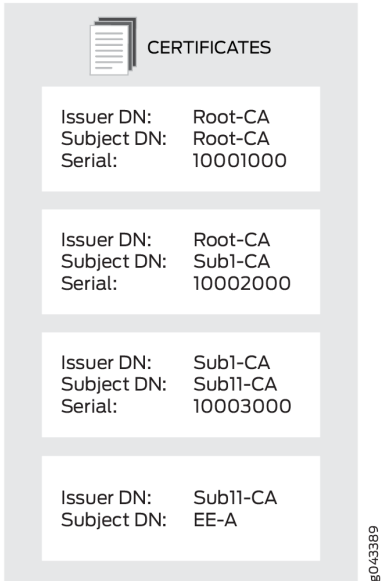 CERTIFICATES
Issuer DN: Root-CA
Subject DN: Root-CA
Serial: 10001000
Issuer DN: Root-CA
Subject DN: Sub1-CA
Serial: 10002000
Issuer DN: Sub1-CA
Subject DN: Sub11-CA
Serial: 10003000
Issuer DN: Sub11-CA
Subject DN: EE-A
g043389